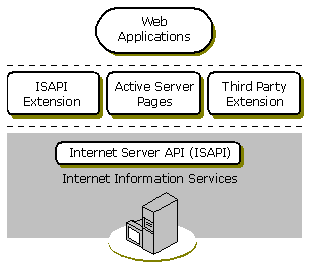 Web
Applications
ISAPI
Extension
Active Server
Pages
Third Party
Extension
Internet Server API (ISAPI)
Internet Information Services